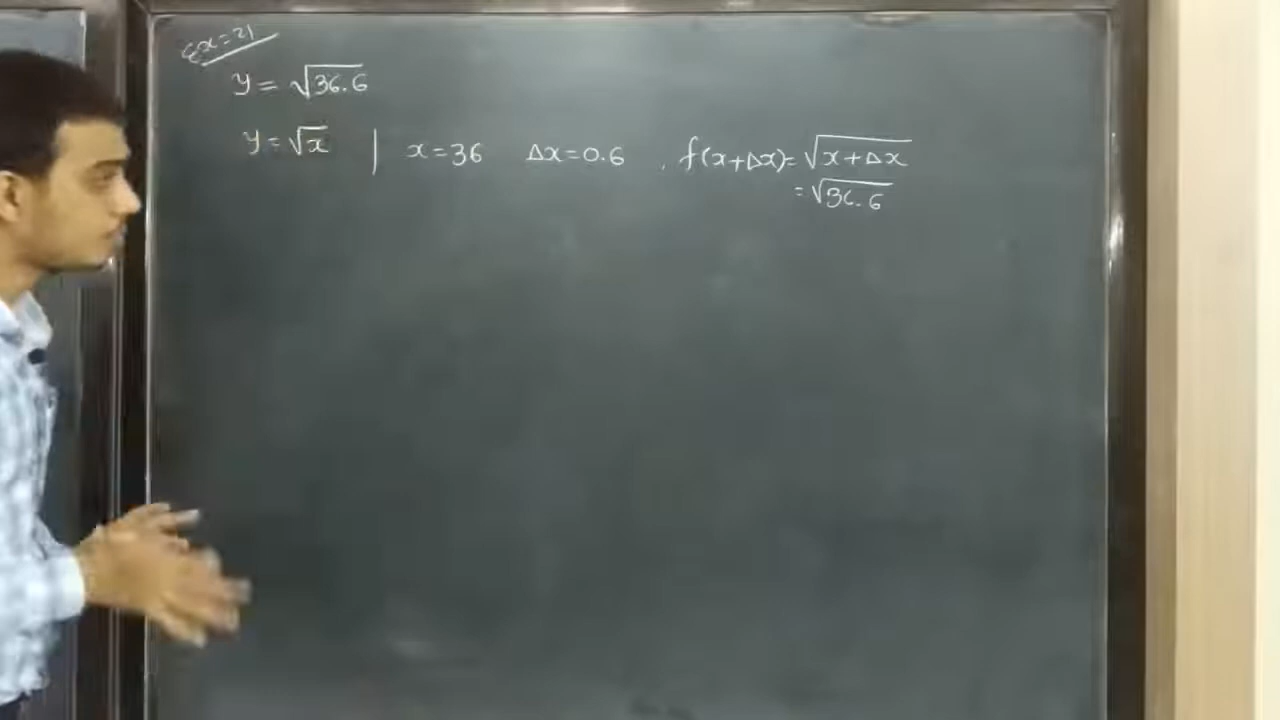 Ex=21
y = √36.6
y = √x | x=36 Δx=0.6 , f(x+Δx)= √x+Δx
= √36.6